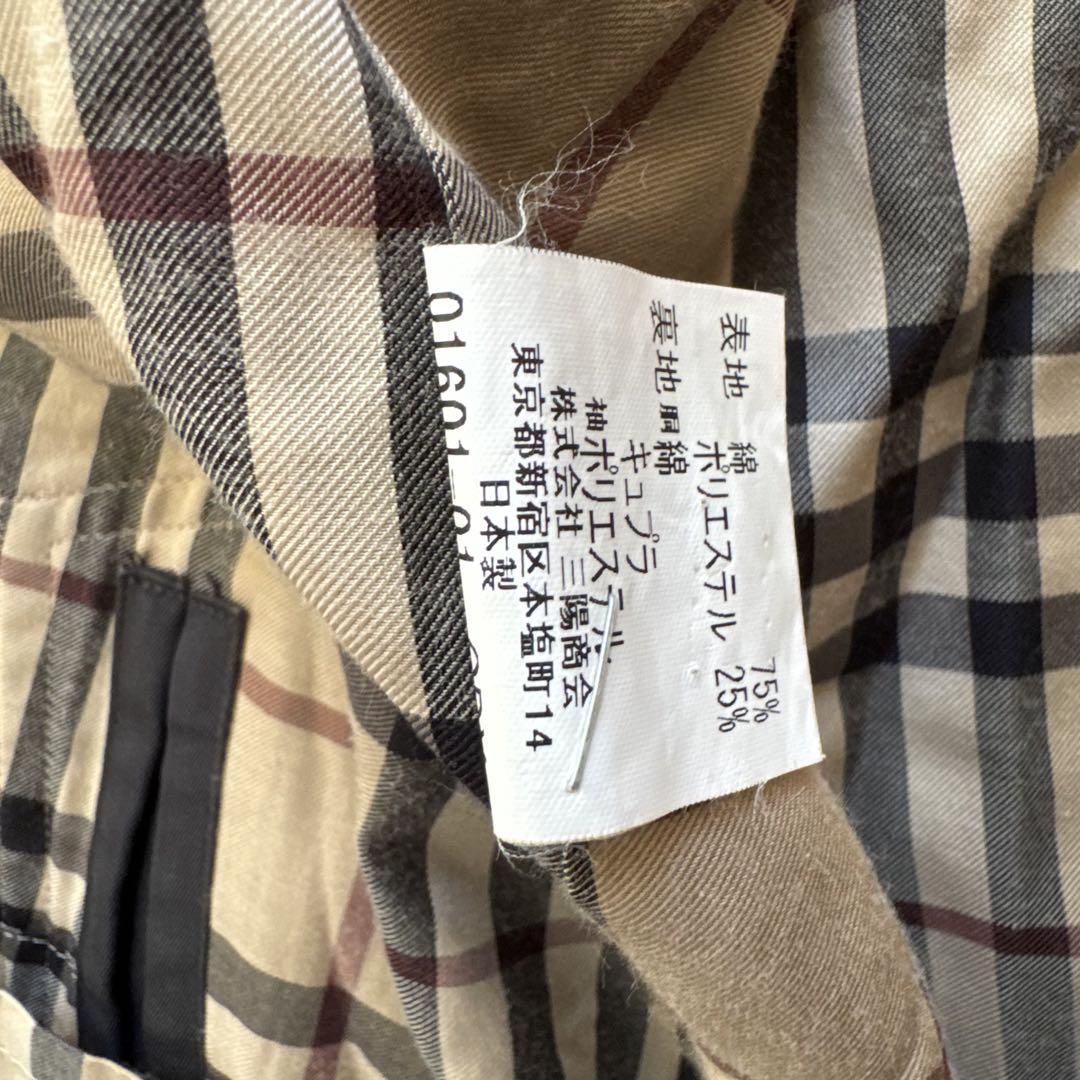 表地 綿 75%
ポリエステル 25%
裏地 胴 綿
キュプラ
袖 ポリエステル
株式会社 三陽商会
東京都新宿区本塩町14
日本製
01601-01